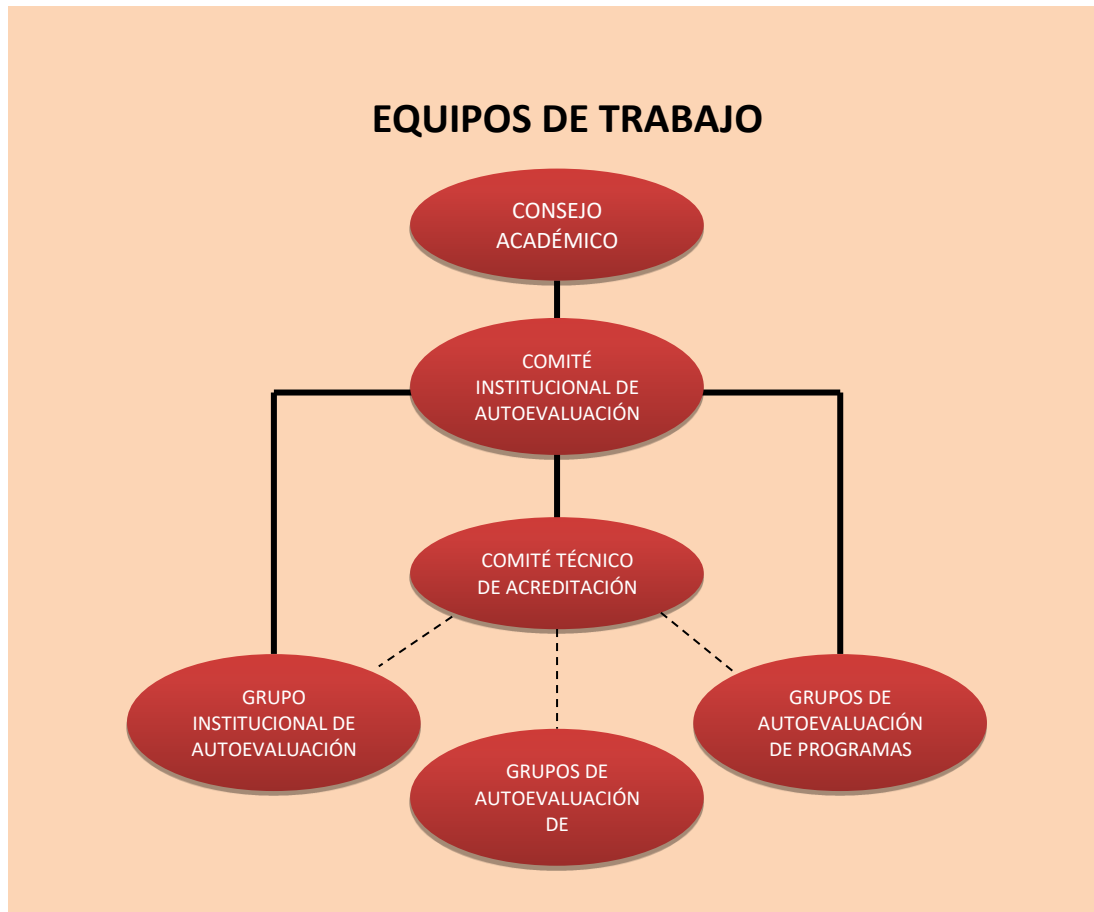 EQUIPOS DE TRABAJO
CONSEJO
ACADÉMICO
COMITÉ
INSTITUCIONAL DE
AUTOEVALUACIÓN
COMITÉ TÉCNICO
DE ACREDITACIÓN
GRUPO
INSTITUCIONAL DE
AUTOEVALUACIÓN
GRUPOS DE
AUTOEVALUACIÓN
DE
GRUPOS DE
AUTOEVALUACIÓN
DE PROGRAMAS